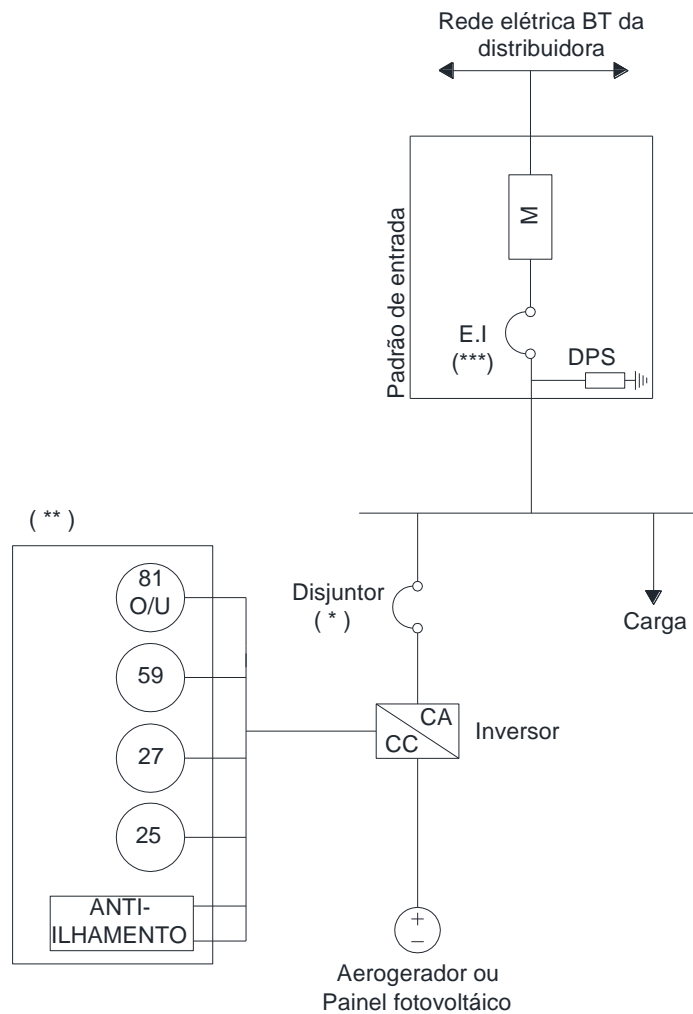 Rede elétrica BT da
distribuidora
Padrão de entrada
M
E.I
(***)
DPS
( ** )
81
O/U
59
27
25
ANTI-
ILHAMENTO
Disjuntor
( * )
Carga
CA
CC
Inversor
+
−
Aerogerador ou
Painel fotovoltáico